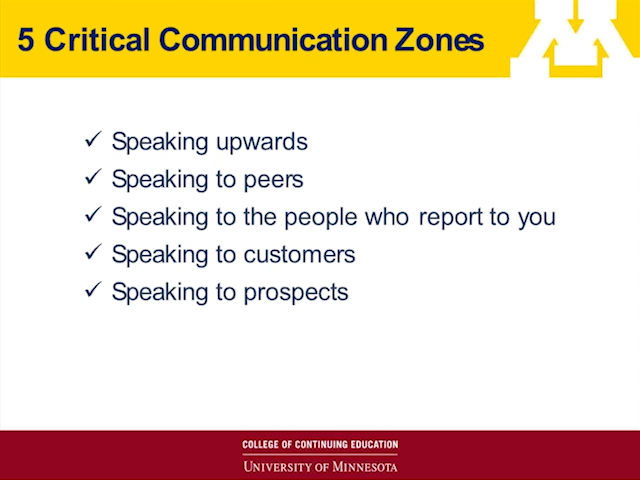 5 Critical Communication Zones
✓ Speaking upwards
✓ Speaking to peers
✓ Speaking to the people who report to you
✓ Speaking to customers
✓ Speaking to prospects
COLLEGE OF CONTINUING EDUCATION
UNIVERSITY OF MINNESOTA